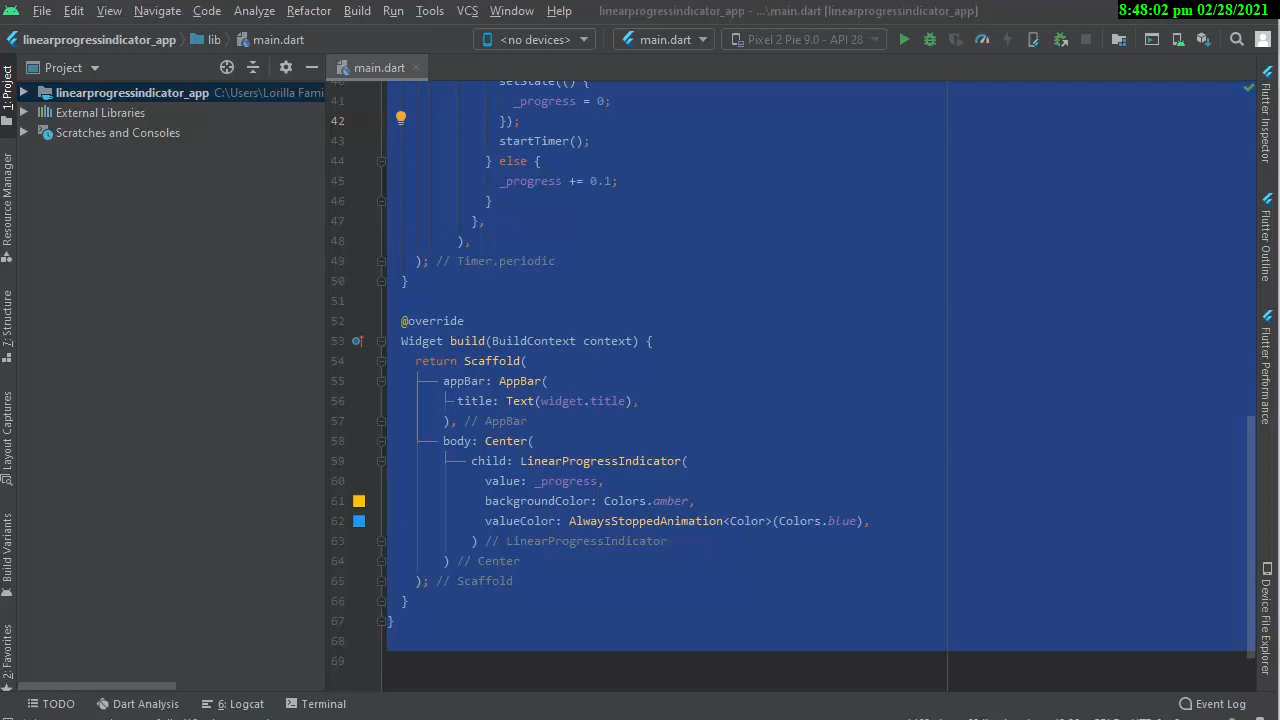 File Edit View Navigate Code Analyze Refactor Build Run Tools VCS Window Help linearprogressindicator_app - ...\main.dart [linearprogressindicator_app]
8:48:02 pm 02/28/2021
linearprogressindicator_app lib main.dart <no devices> main.dart Pixel 2 Pie 9.0 - API 28
Project main.dart
linearprogressindicator_app C:\Users\Lorilla Fami
External Libraries
Scratches and Consoles
1: Project
Resource Manager
7: Structure
Layout Captures
Build Variants
2: Favorites
40 setState(() {
41 _progress = 0;
42 });
43 startTimer();
44 } else {
45 _progress += 0.1;
46 }
47 },
48 ),
49 ); // Timer.periodic
50 }
51
52 @override
53 Widget build(BuildContext context) {
54 return Scaffold(
55 appBar: AppBar(
56 title: Text(widget.title),
57 ), // AppBar
58 body: Center(
59 child: LinearProgressIndicator(
60 value: _progress,
61 backgroundColor: Colors.amber,
62 valueColor: AlwaysStoppedAnimation<Color>(Colors.blue),
63 ) // LinearProgressIndicator
64 ) // Center
65 ); // Scaffold
66 }
67 }
68
69
Flutter Inspector
Flutter Outline
Flutter Performance
Device File Explorer
TODO Dart Analysis 6: Logcat Terminal Event Log